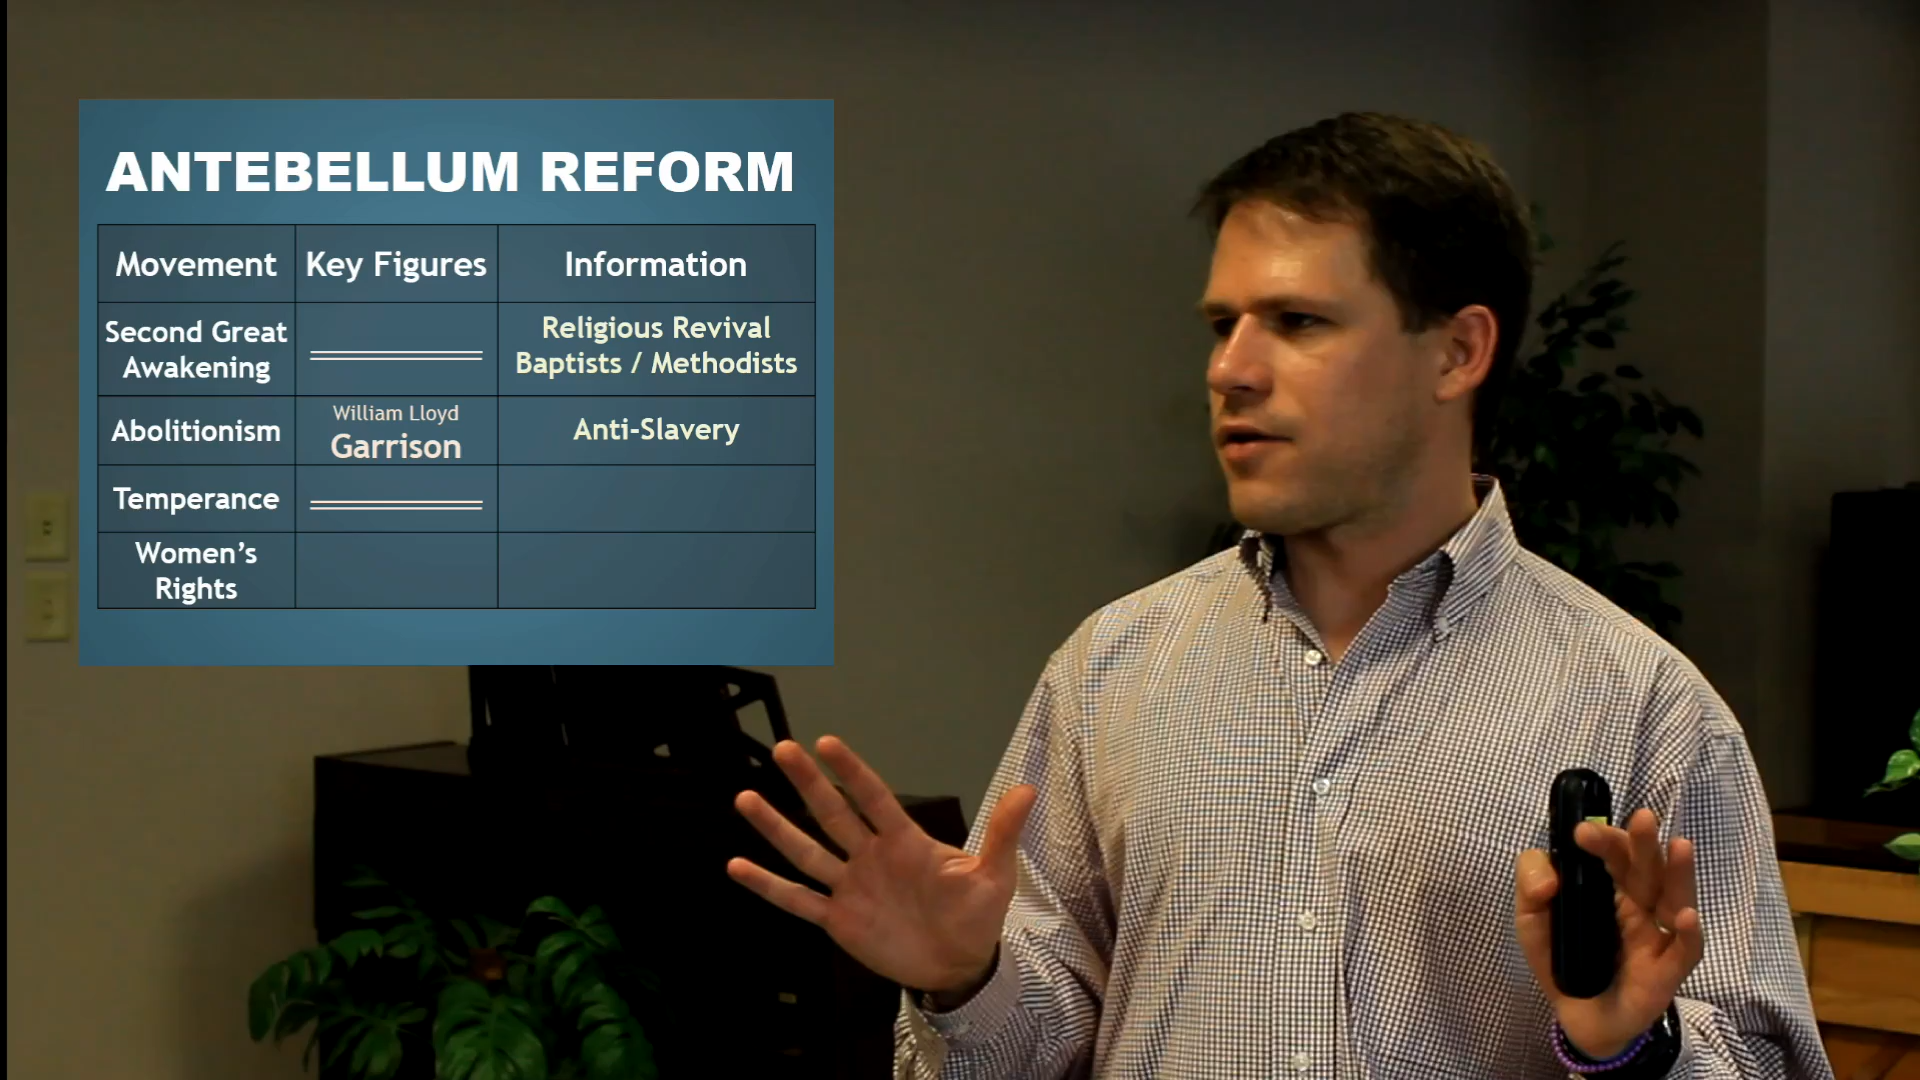 ANTEBELLUM REFORM
Movement Key Figures Information
Second Great
Awakening
Religious Revival
Baptists / Methodists
Abolitionism
William Lloyd
Garrison
Anti-Slavery
Temperance
Women's
Rights